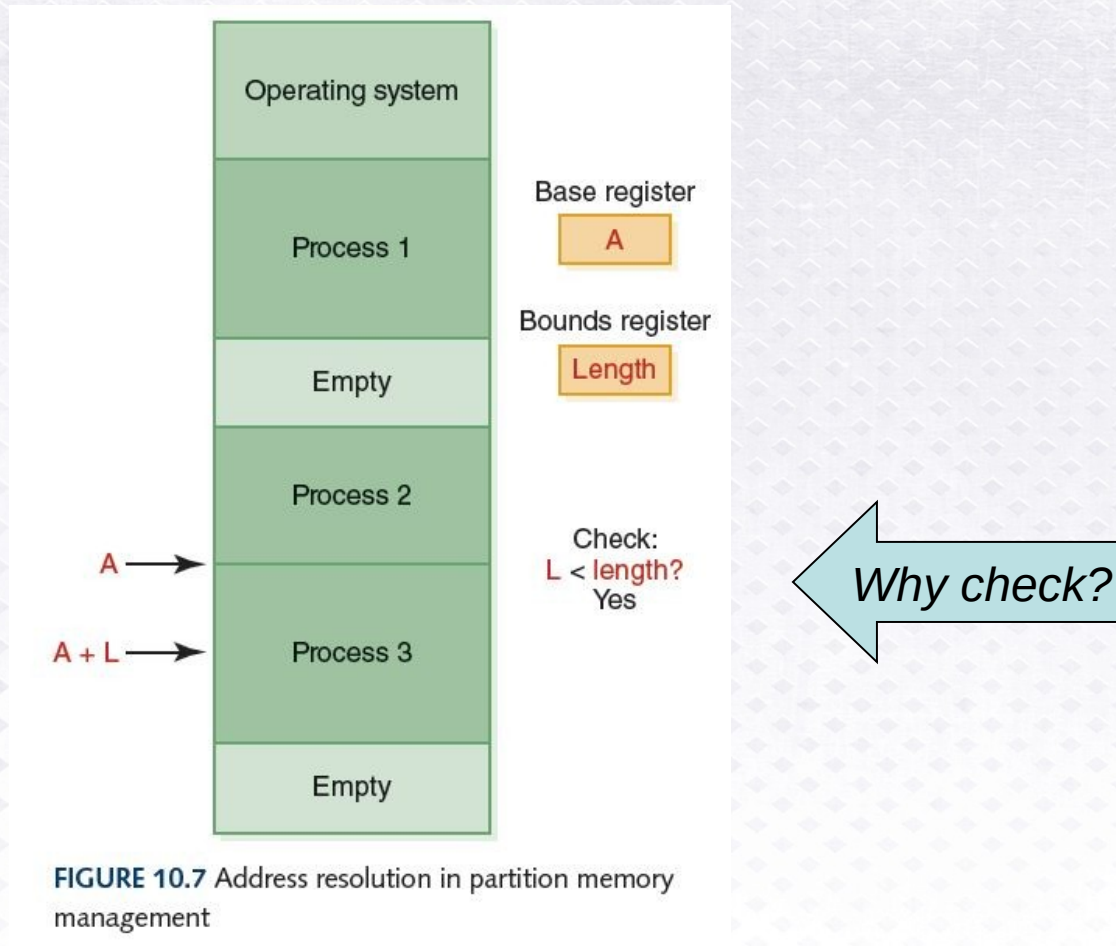 Operating system
Process 1
Empty
Process 2
Process 3
Empty
A
A + L
Base register
A
Bounds register
Length
Check:
L < length?
Yes
Why check?
FIGURE 10.7 Address resolution in partition memory
management